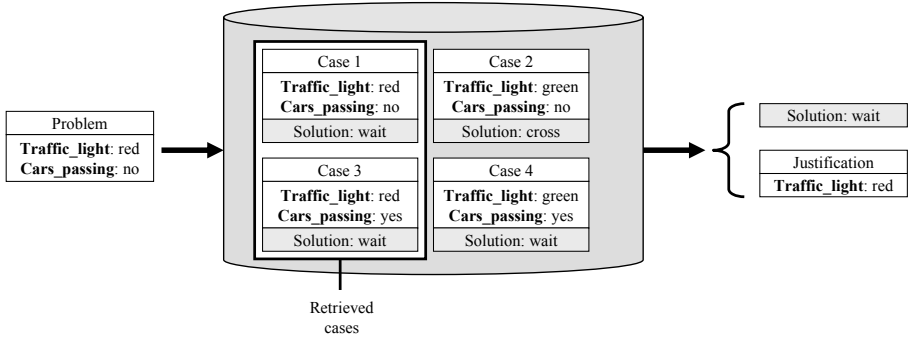 Problem
Traffic_light: red
Cars_passing: no
Case 1
Traffic_light: red
Cars_passing: no
Solution: wait
Case 2
Traffic_light: green
Cars_passing: no
Solution: cross
Case 3
Traffic_light: red
Cars_passing: yes
Solution: wait
Case 4
Traffic_light: green
Cars_passing: yes
Solution: wait
Retrieved
cases
Solution: wait
Justification
Traffic_light: red